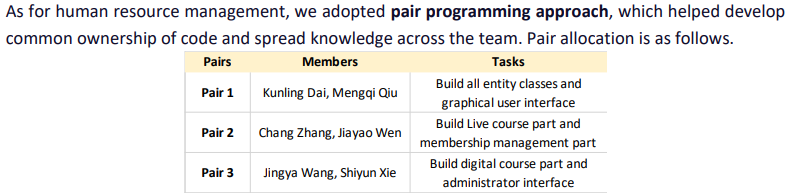 As for human resource management, we adopted pair programming approach, which helped develop
common ownership of code and spread knowledge across the team. Pair allocation is as follows.
Pairs Members Tasks
Pair 1 Kunling Dai, Mengqi Qiu Build all entity classes and
graphical user interface
Pair 2 Chang Zhang, Jiayao Wen Build Live course part and
membership management part
Pair 3 Jingya Wang, Shiyun Xie Build digital course part and
administrator interface